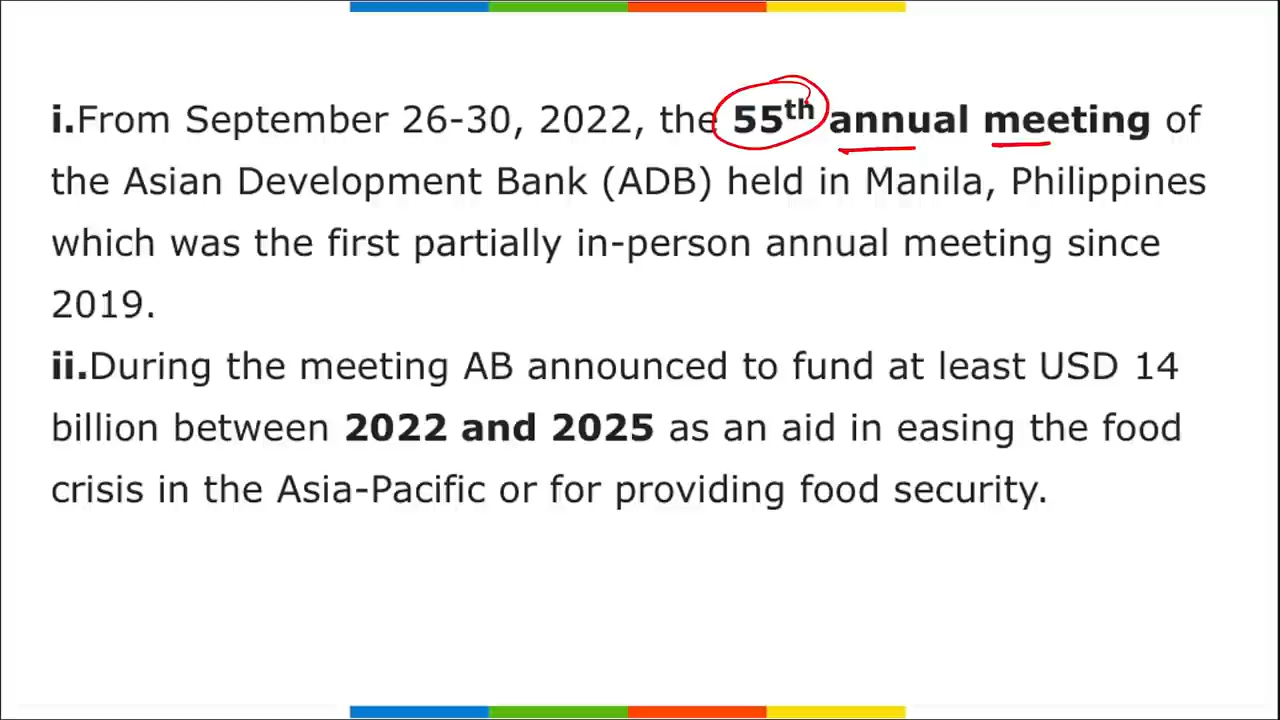 i.From September 26-30, 2022, the 55th annual meeting of
the Asian Development Bank (ADB) held in Manila, Philippines
which was the first partially in-person annual meeting since
2019.
ii.During the meeting AB announced to fund at least USD 14
billion between 2022 and 2025 as an aid in easing the food
crisis in the Asia-Pacific or for providing food security.